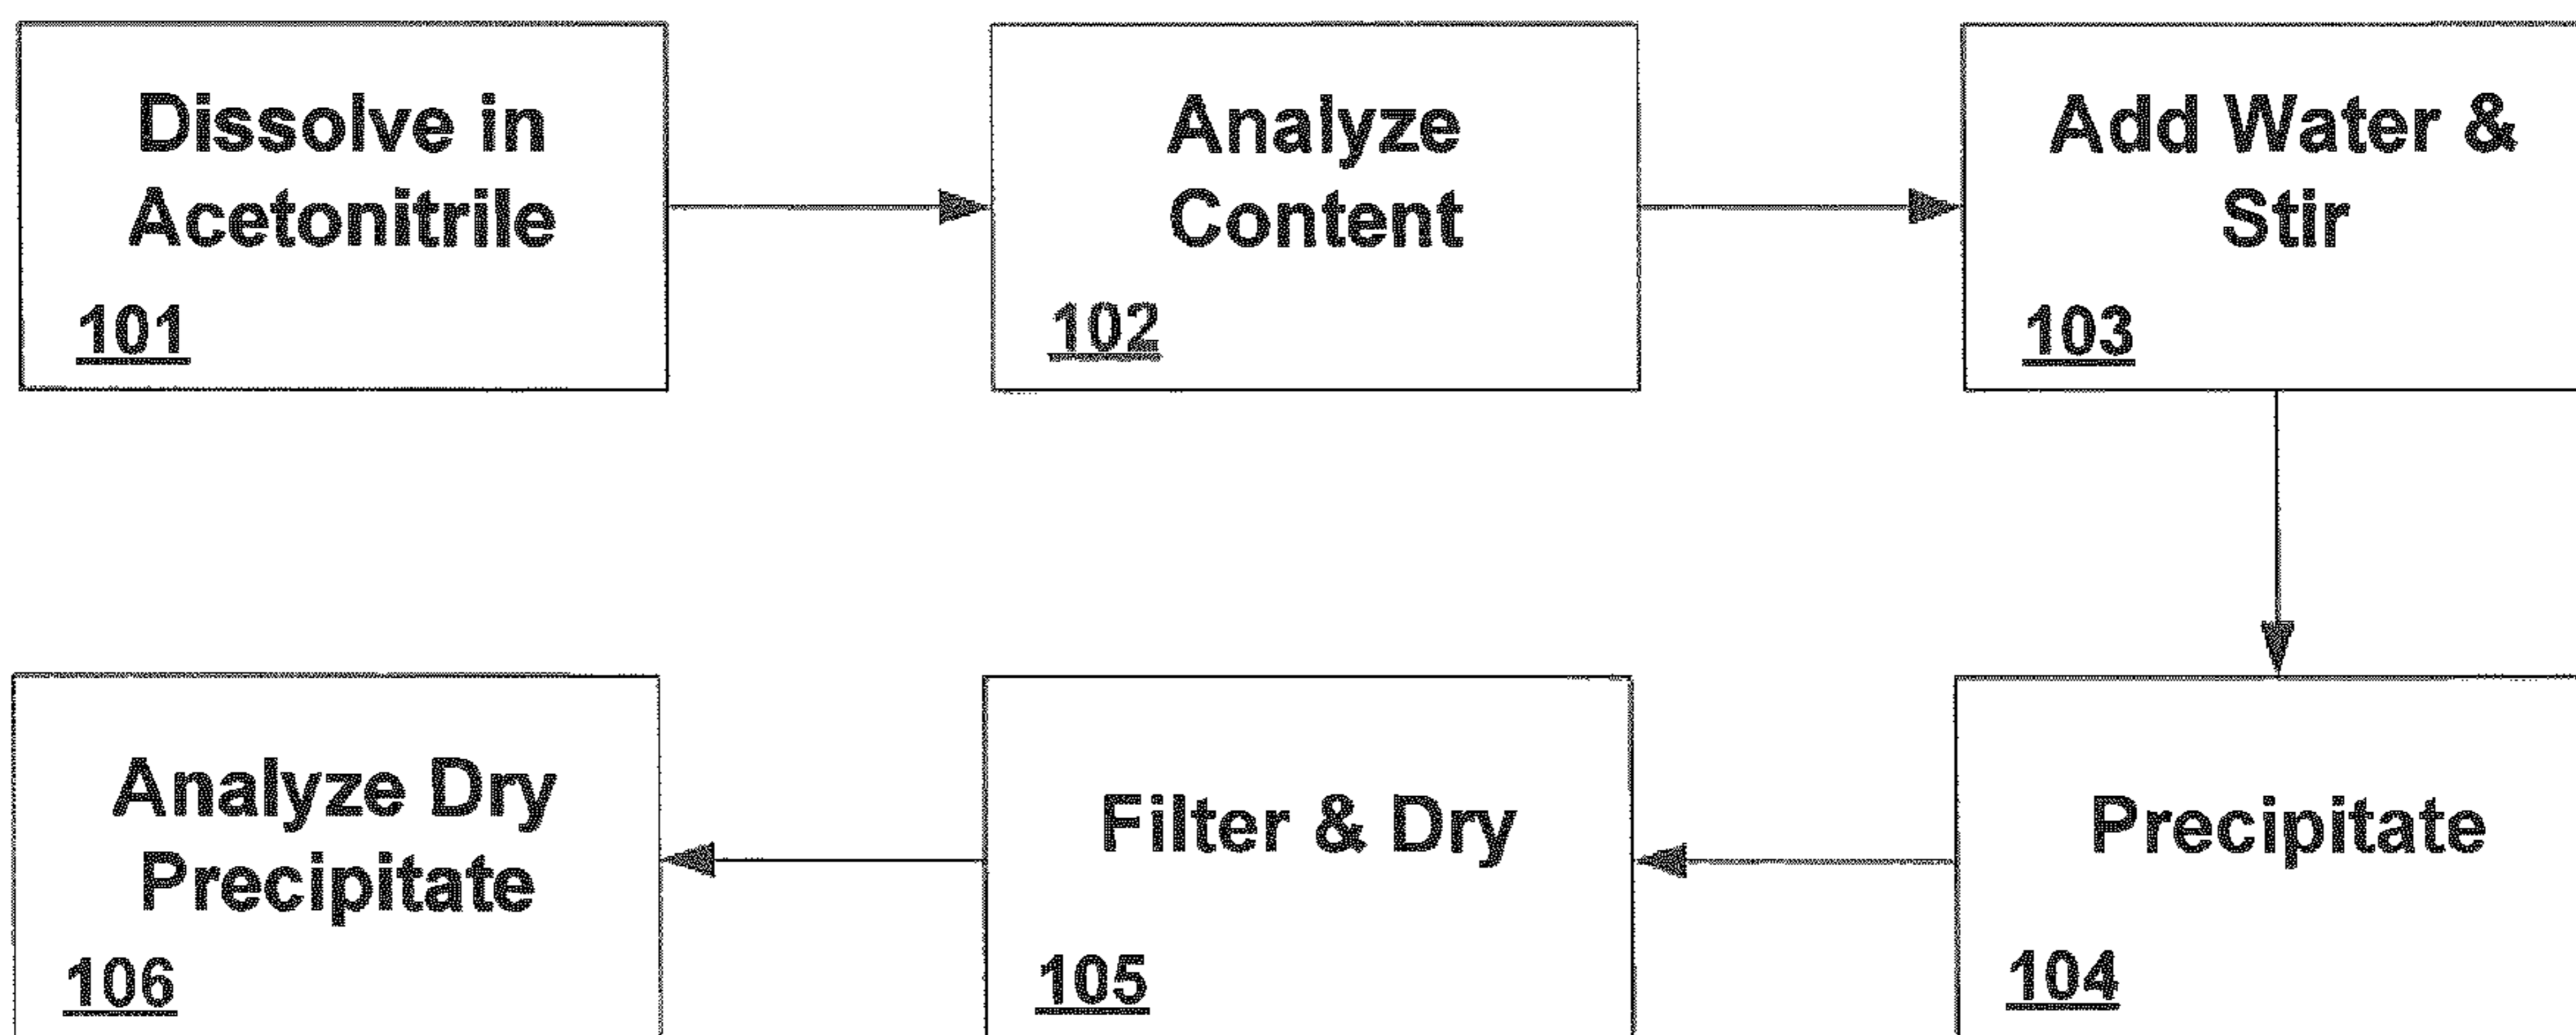 Dissolve in
Acetonitrile
101
Analyze
Content
102
Add Water &
Stir
103
Precipitate
104
Filter & Dry
105
Analyze Dry
Precipitate
106